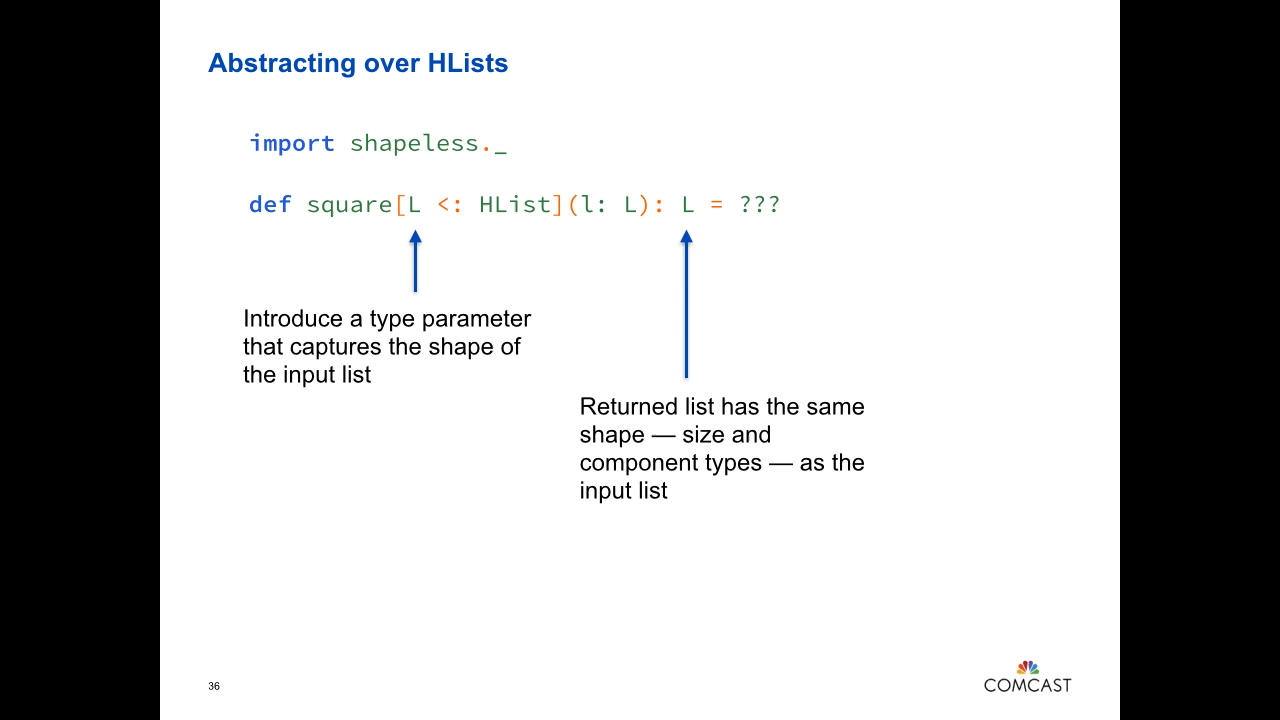 Abstracting over HLists
import shapeless._
def square[L <: HList](l: L): L = ???
Introduce a type parameter
that captures the shape of
the input list
Returned list has the same
shape — size and
component types — as the
input list
36
COMCAST